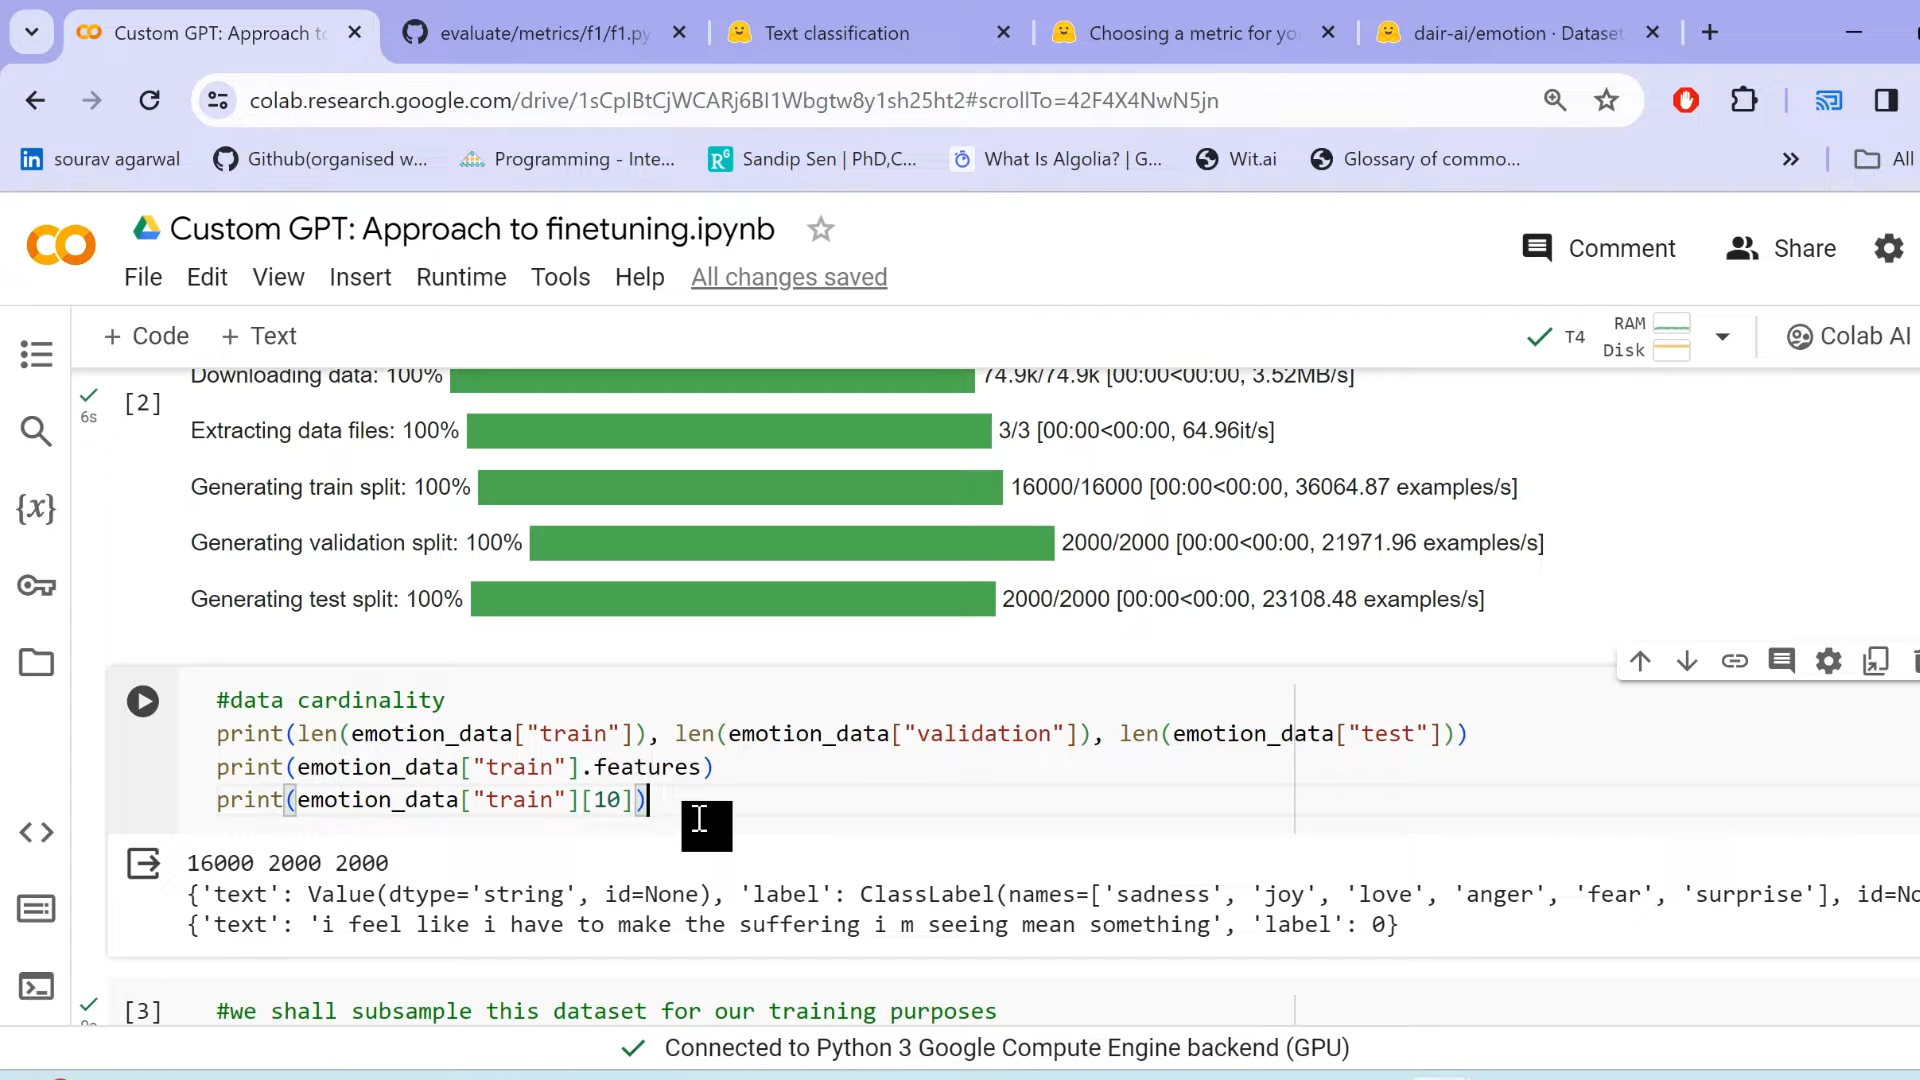 Custom GPT: Approach to
evaluate/metrics/f1/f1.py
Text classification
Choosing a metric for yo
dair-ai/emotion · Dataset
colab.research.google.com/drive/1sCpIBtCjWCARj6BI1Wbgtw8y1sh25ht2#scrollTo=42F4X4NwN5jn
sourav agarwal
Github(organised w...
Programming - Inte...
Sandip Sen | PhD,C...
What Is Algolia? | G...
Wit.ai
Glossary of commo...
All
Custom GPT: Approach to finetuning.ipynb
Comment
Share
File Edit View Insert Runtime Tools Help All changes saved
+ Code + Text
T4
RAM
Disk
Colab AI
Downloading data: 100% 74.9k/74.9k [00:00<00:00, 3.52MB/s]
6s
[2]
Extracting data files: 100% 3/3 [00:00<00:00, 64.96it/s]
Generating train split: 100% 16000/16000 [00:00<00:00, 36064.87 examples/s]
Generating validation split: 100% 2000/2000 [00:00<00:00, 21971.96 examples/s]
Generating test split: 100% 2000/2000 [00:00<00:00, 23108.48 examples/s]
#data cardinality
print(len(emotion_data["train"]), len(emotion_data["validation"]), len(emotion_data["test"]))
print(emotion_data["train"].features)
print(emotion_data["train"][10])
16000 2000 2000
{'text': Value(dtype='string', id=None), 'label': ClassLabel(names=['sadness', 'joy', 'love', 'anger', 'fear', 'surprise'], id=No
{'text': 'i feel like i have to make the suffering i m seeing mean something', 'label': 0}
[3]
#we shall subsample this dataset for our training purposes
Connected to Python 3 Google Compute Engine backend (GPU)